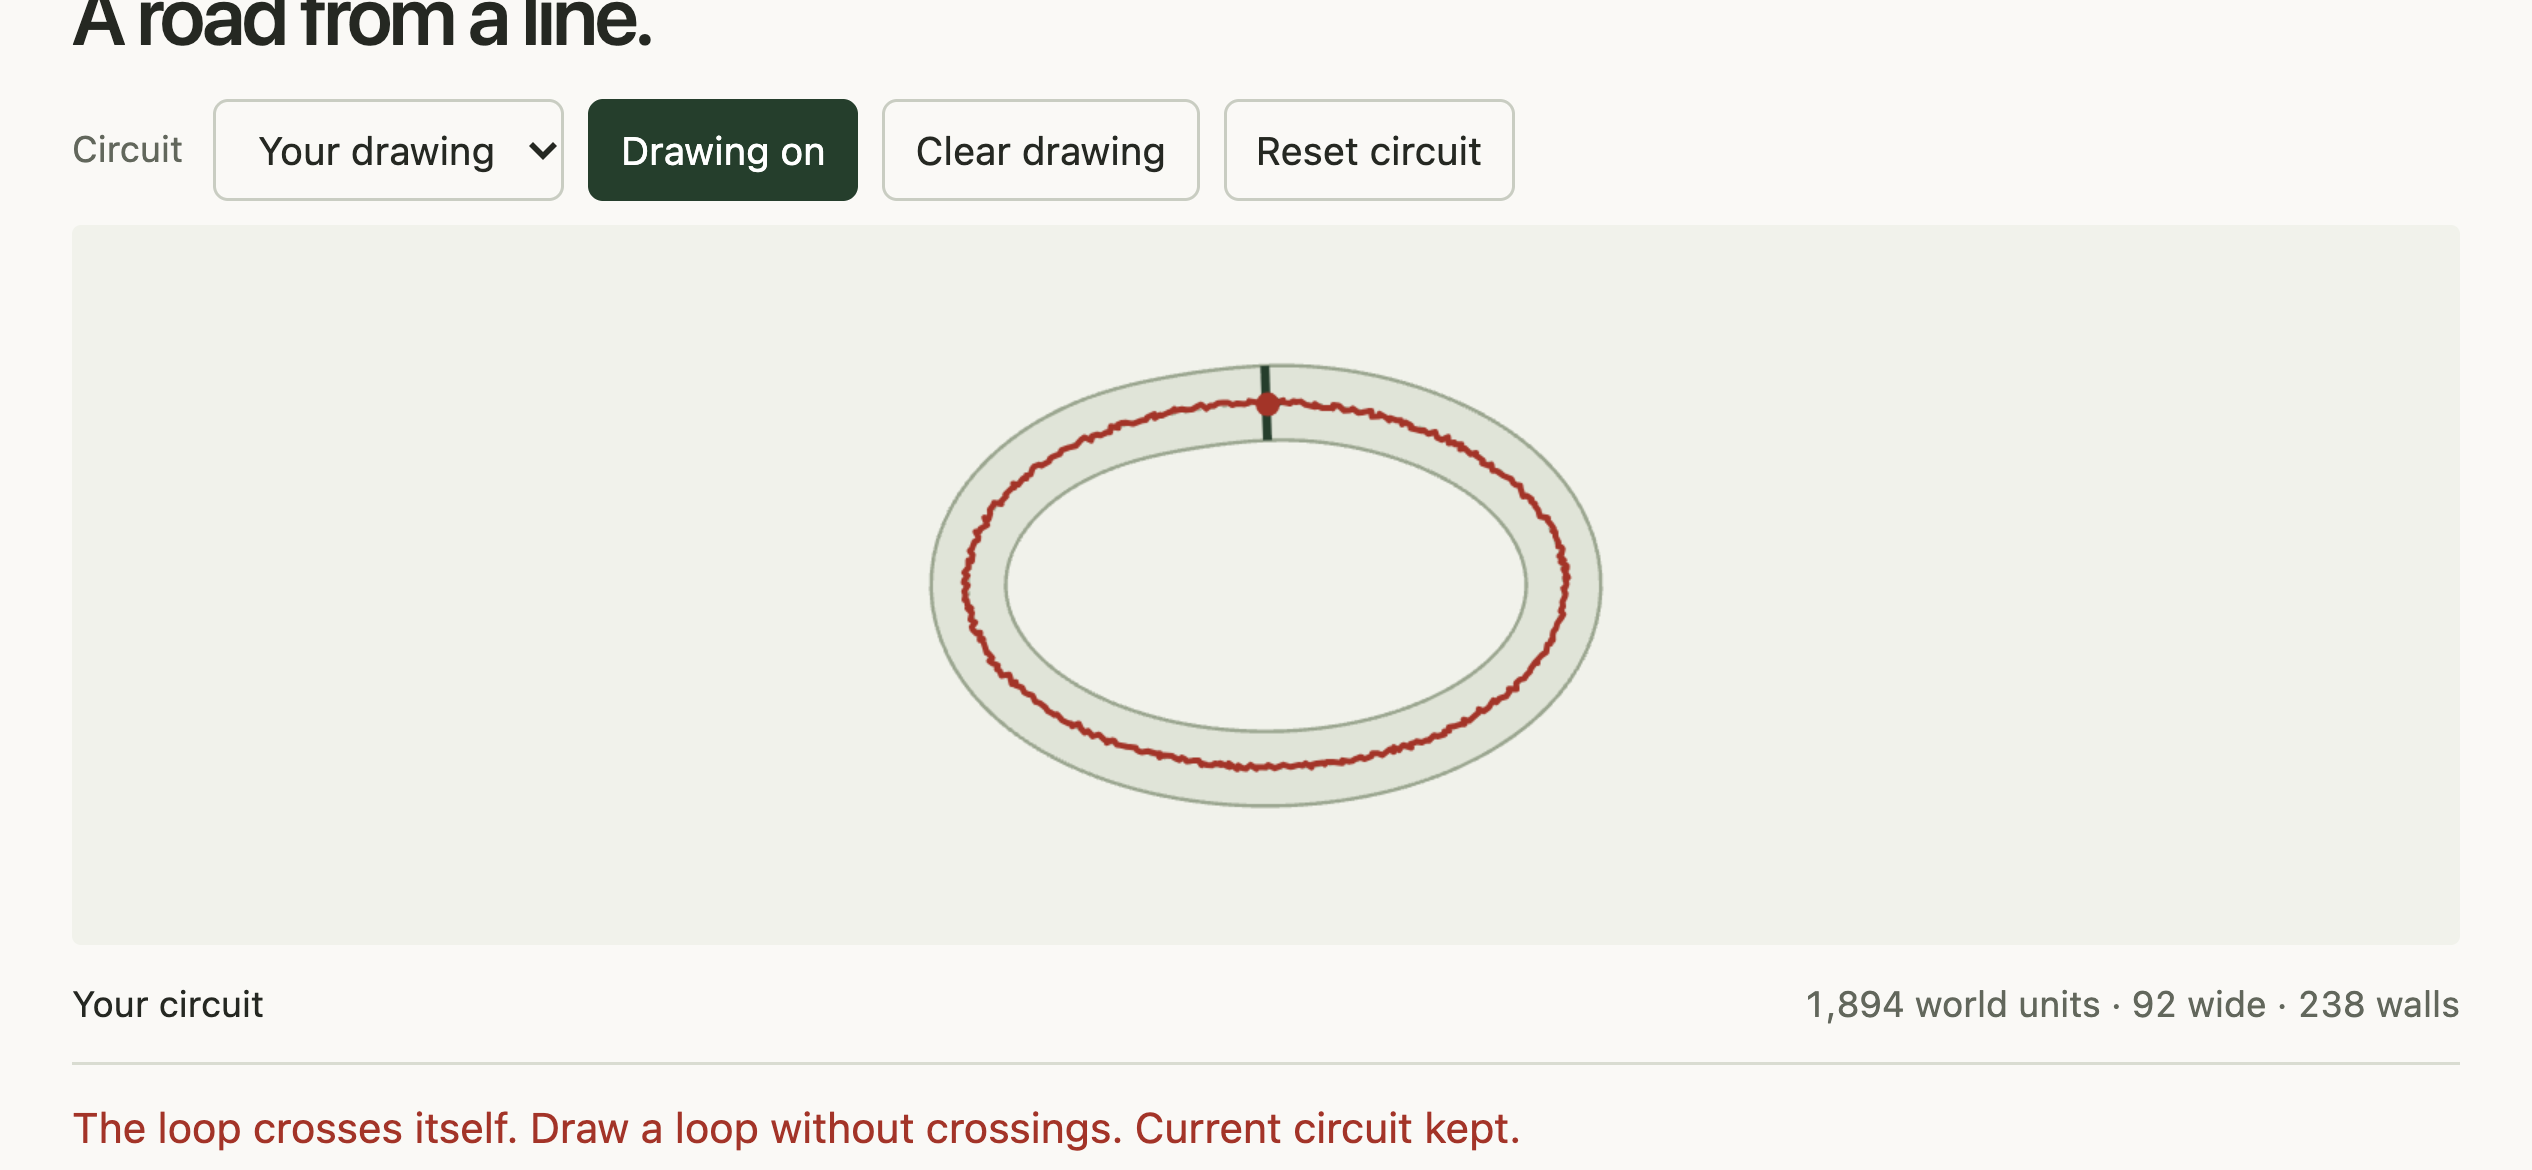 A road from a line.
Circuit Your drawing Drawing on Clear drawing Reset circuit
Your circuit 1,894 world units · 92 wide · 238 walls
The loop crosses itself. Draw a loop without crossings. Current circuit kept.